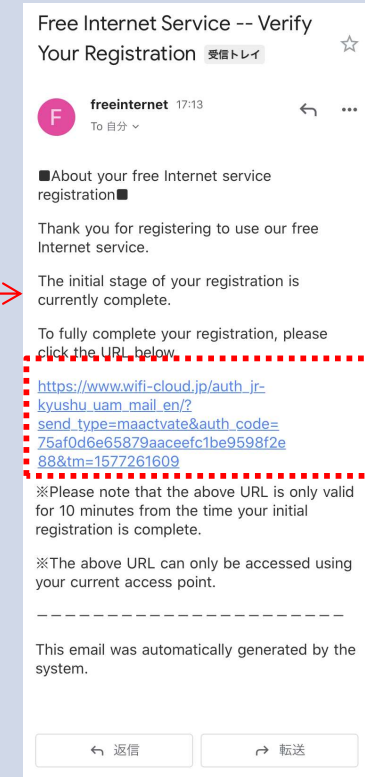 Free Internet Service -- Verify
Your Registration 受信トレイ
F
freeinternet 17:13
To 自分
■About your free Internet service
registration■
Thank you for registering to use our free
Internet service.
The initial stage of your registration is
currently complete.
To fully complete your registration, please
click the URL below.
https://www.wifi-cloud.jp/auth_jr-
kyushu_uam_mail_en/?
send_type=maactvate&auth_code=
75af0d6e65879aaceefc1be9598f2e
88&tm=1577261609
※Please note that the above URL is only valid
for 10 minutes from the time your initial
registration is complete.
※The above URL can only be accessed using
your current access point.
—————————————————————
This email was automatically generated by the
system.
返信
転送